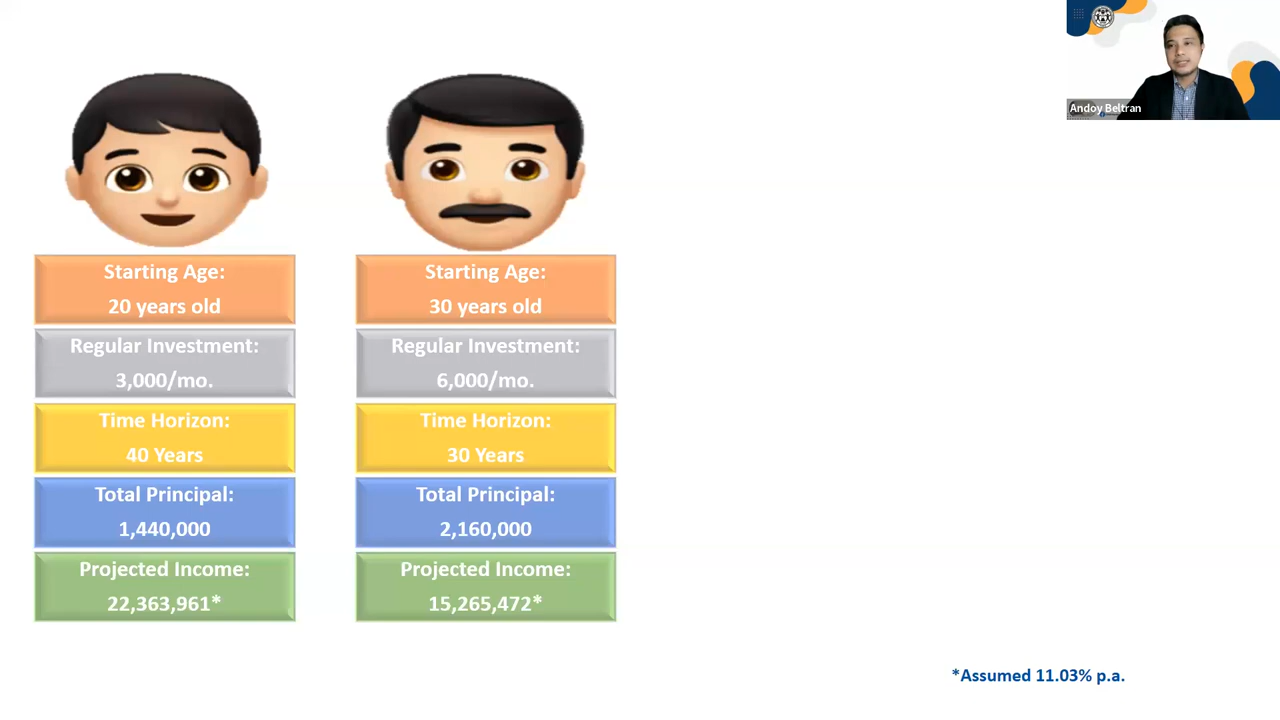 Andoy Beltran
Starting Age:
20 years old
Regular Investment:
3,000/mo.
Time Horizon:
40 Years
Total Principal:
1,440,000
Projected Income:
22,363,961*
Starting Age:
30 years old
Regular Investment:
6,000/mo.
Time Horizon:
30 Years
Total Principal:
2,160,000
Projected Income:
15,265,472*
*Assumed 11.03% p.a.